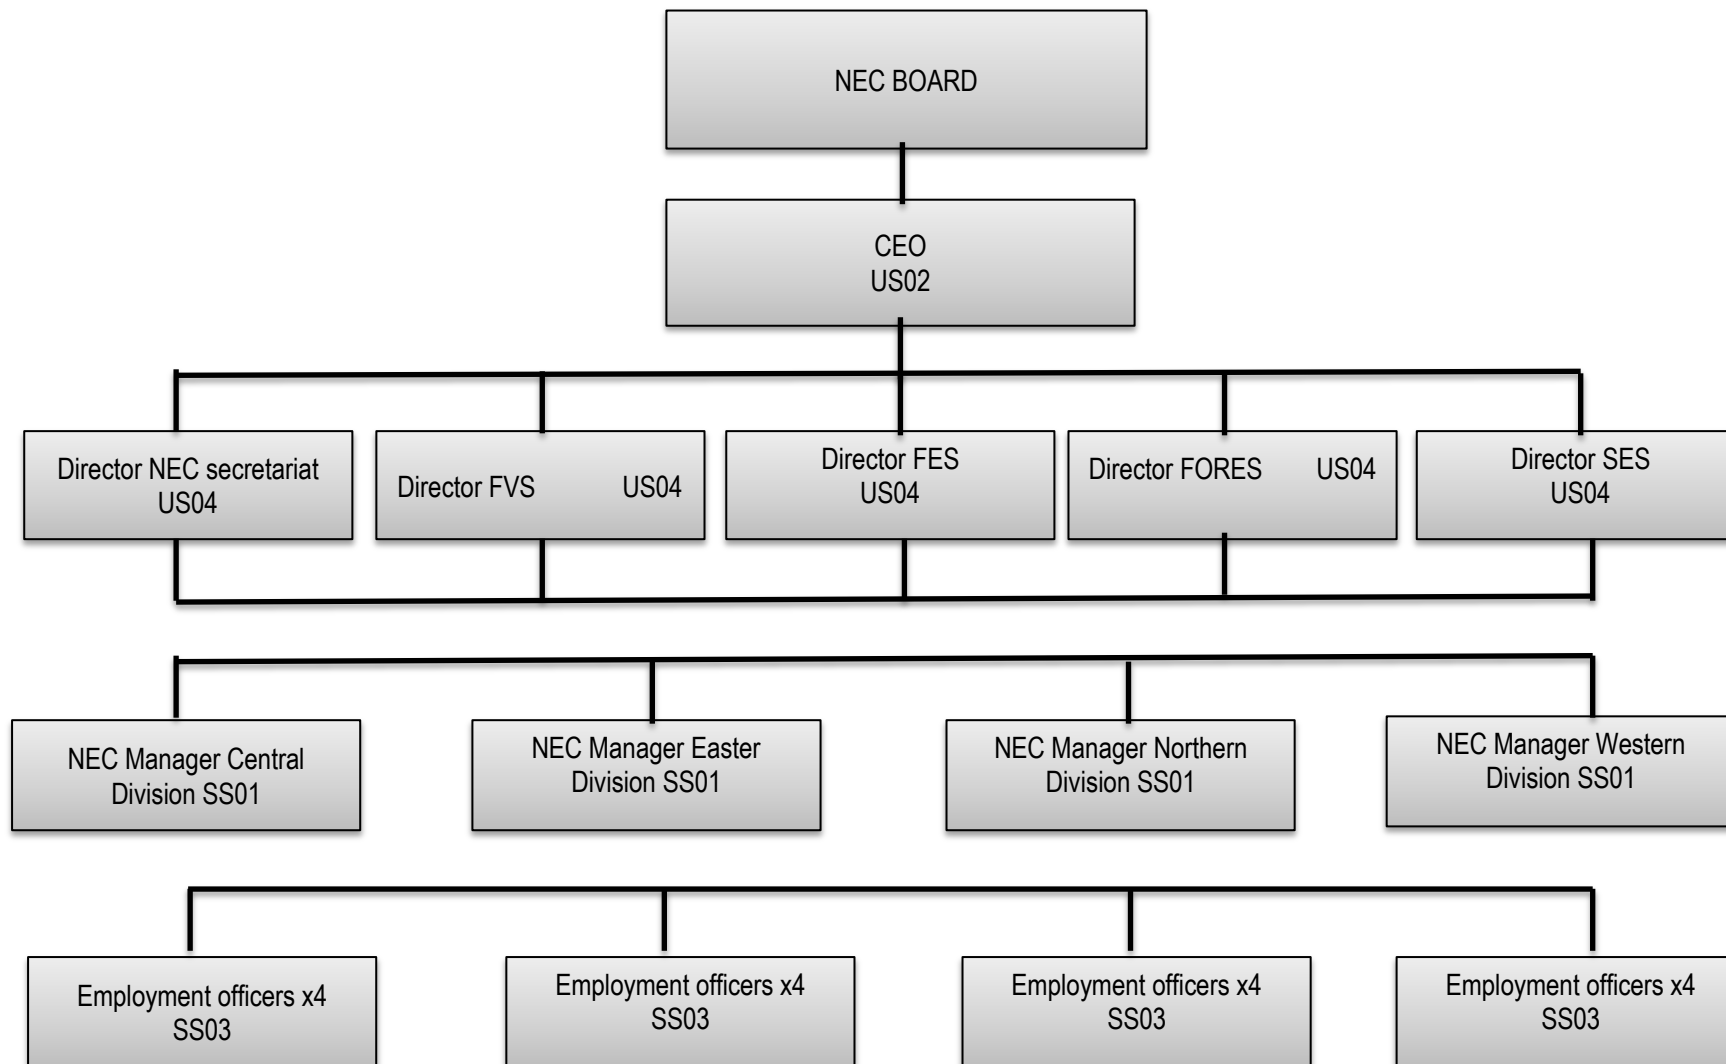 NEC BOARD
CEO
US02
Director NEC secretariat
US04
Director FVS US04
Director FES
US04
Director FORES US04
Director SES
US04
NEC Manager Central
Division SS01
NEC Manager Easter
Division SS01
NEC Manager Northern
Division SS01
NEC Manager Western
Division SS01
Employment officers x4
SS03
Employment officers x4
SS03
Employment officers x4
SS03
Employment officers x4
SS03